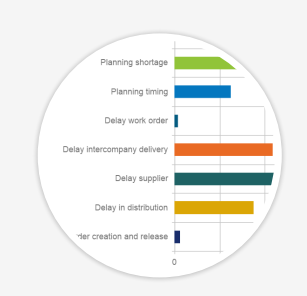 Planning shortage
Planning timing
Delay work order
Delay intercompany delivery
Delay supplier
Delay in distribution
creation and release
0